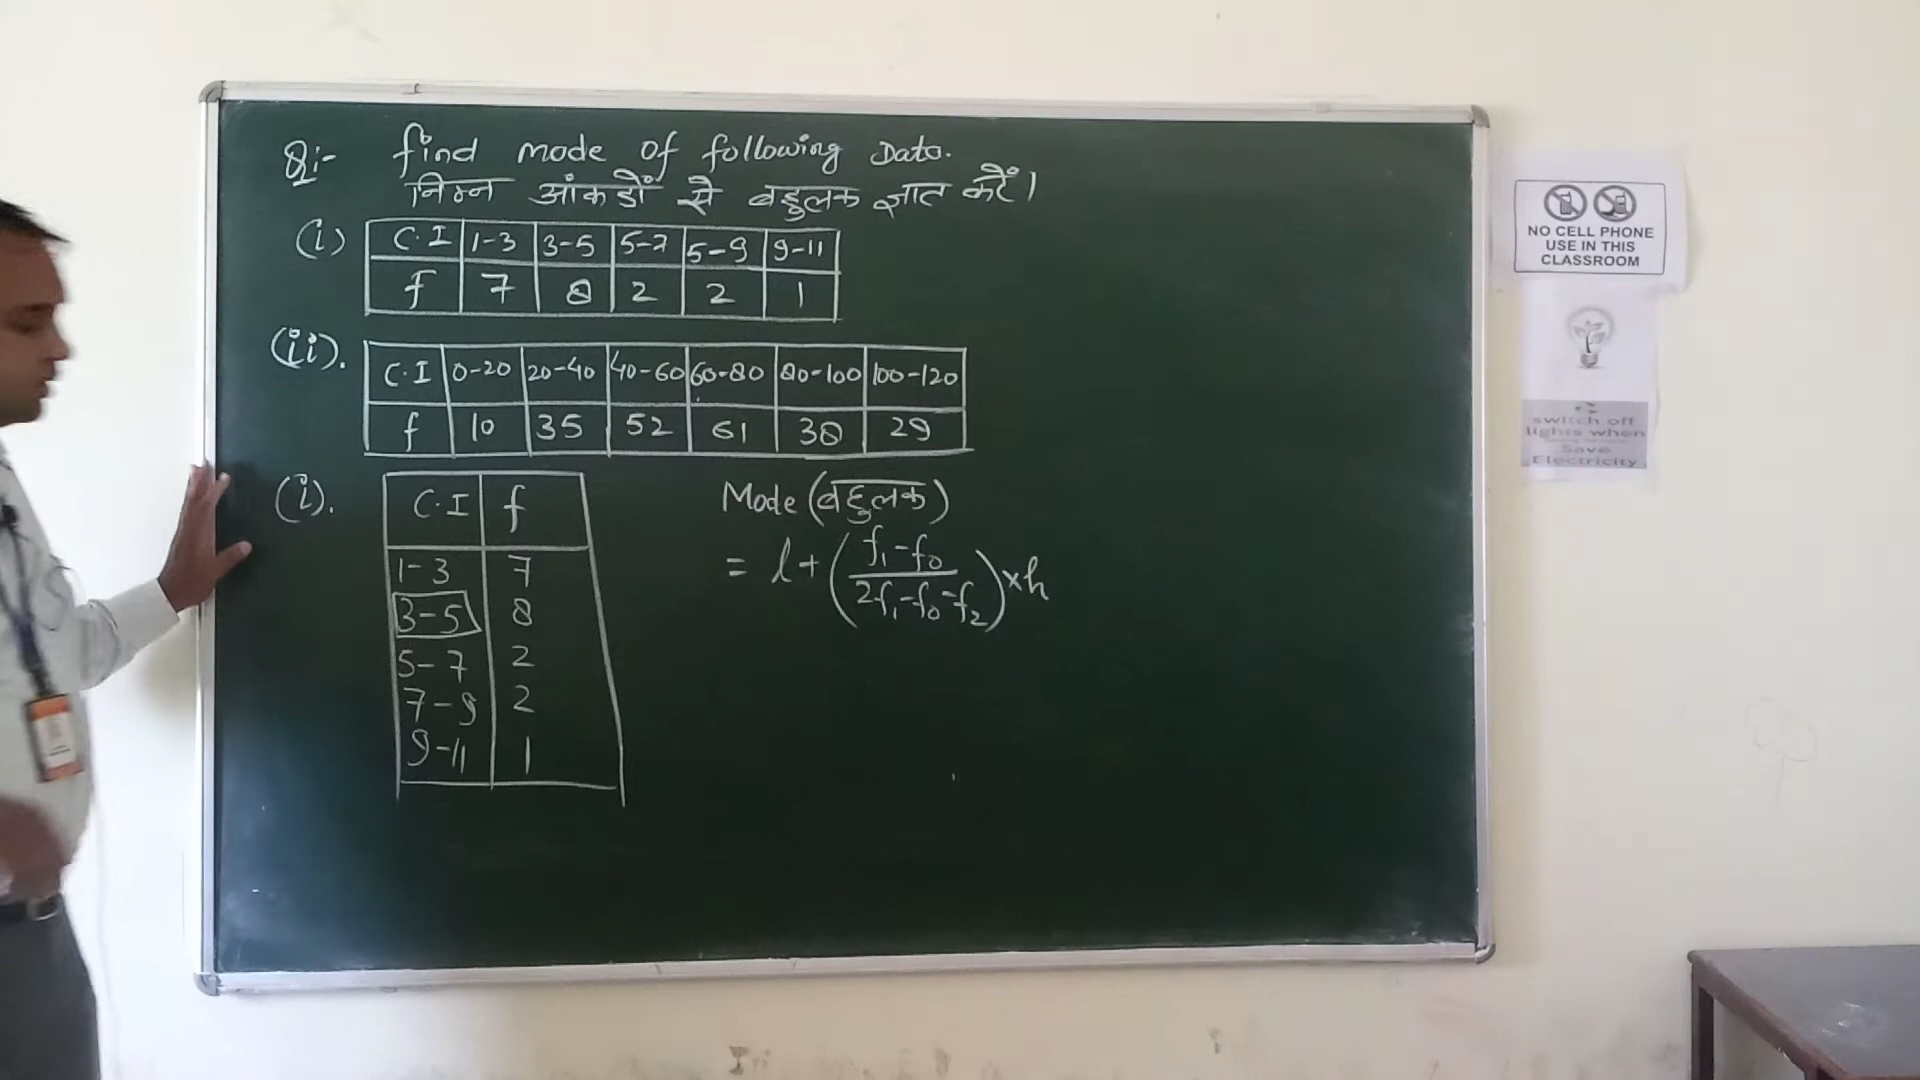 Q:- find mode of following Data.
निम्न आंकडों से बहुलक ज्ञात करें।
(i) C.I 1-3 3-5 5-7 5-9 9-11
f 7 8 2 2 1
(ii). C.I 0-20 20-40 40-60 60-80 80-100 100-120
f 10 35 52 61 38 29
(i). C.I f
1-3 7
3-5 8
5-7 2
7-9 2
9-11 1
Mode (बहुलक)
= l + ( f₁-f₀ / 2f₁-f₀-f₂ ) × h
NO CELL PHONE
USE IN THIS
CLASSROOM
switch off
lights when
Save
Electricity